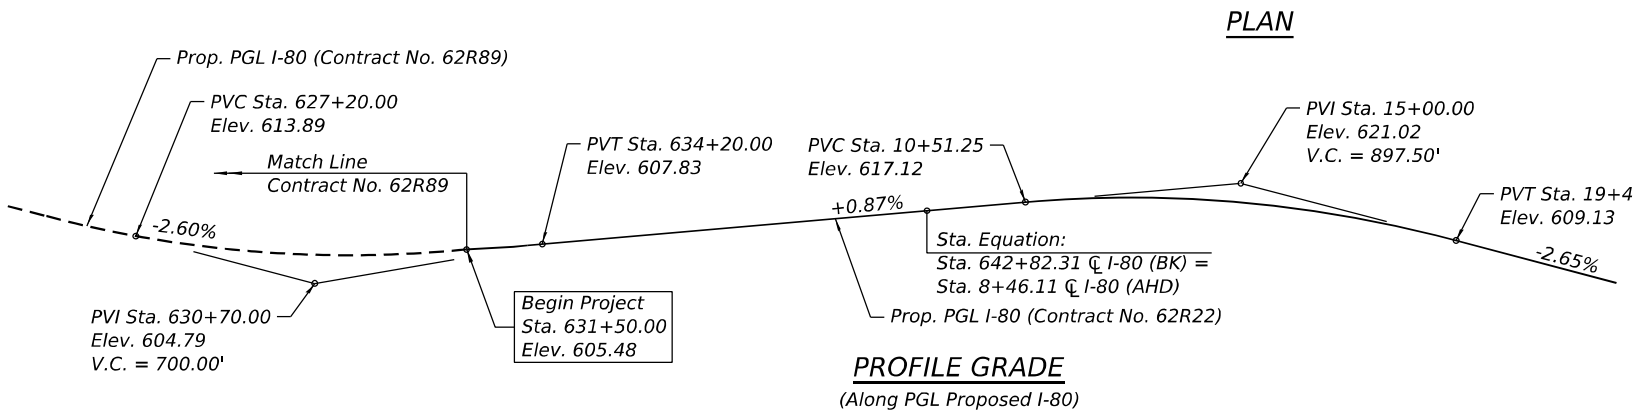 PLAN
Prop. PGL I-80 (Contract No. 62R89)
PVC Sta. 627+20.00
Elev. 613.89
Match Line
Contract No. 62R89
-2.60%
PVI Sta. 630+70.00
Elev. 604.79
V.C. = 700.00'
PVT Sta. 634+20.00
Elev. 607.83
Begin Project
Sta. 631+50.00
Elev. 605.48
PVC Sta. 10+51.25
Elev. 617.12
+0.87%
Sta. Equation:
Sta. 642+82.31 ℄ I-80 (BK) =
Sta. 8+46.11 ℄ I-80 (AHD)
Prop. PGL I-80 (Contract No. 62R22)
PVI Sta. 15+00.00
Elev. 621.02
V.C. = 897.50'
PVT Sta. 19+4
Elev. 609.13
-2.65%
PROFILE GRADE
(Along PGL Proposed I-80)